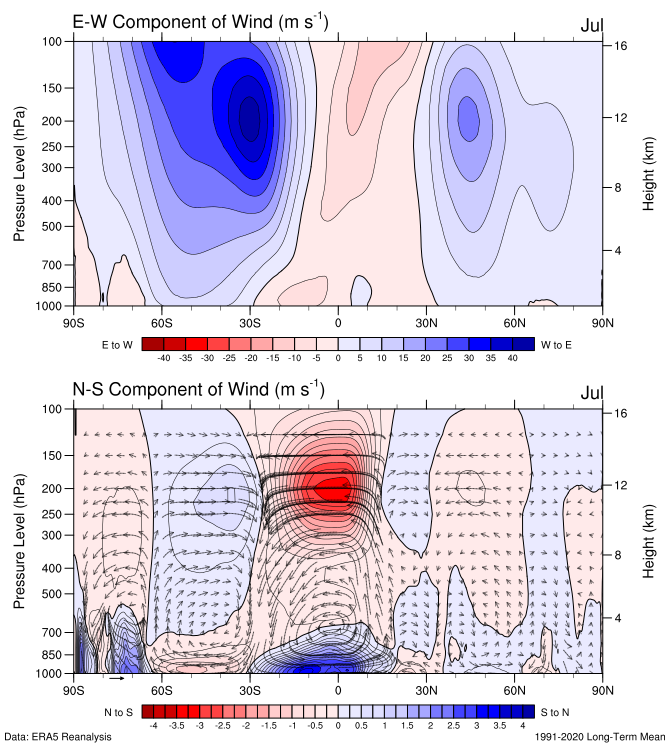 E-W Component of Wind (m s-1) Jul
100
150
200
250
300
400
500
700
850
1000
Pressure Level (hPa)
16
12
8
4
Height (km)
90S 60S 30S 0 30N 60N 90N
E to W W to E
-40 -35 -30 -25 -20 -15 -10 -5 0 5 10 15 20 25 30 35 40
N-S Component of Wind (m s-1) Jul
100
150
200
250
300
400
500
700
850
1000
Pressure Level (hPa)
16
12
8
4
Height (km)
90S 60S 30S 0 30N 60N 90N
N to S S to N
-4 -3.5 -3 -2.5 -2 -1.5 -1 -0.5 0 0.5 1 1.5 2 2.5 3 3.5 4
Data: ERA5 Reanalysis 1991-2020 Long-Term Mean